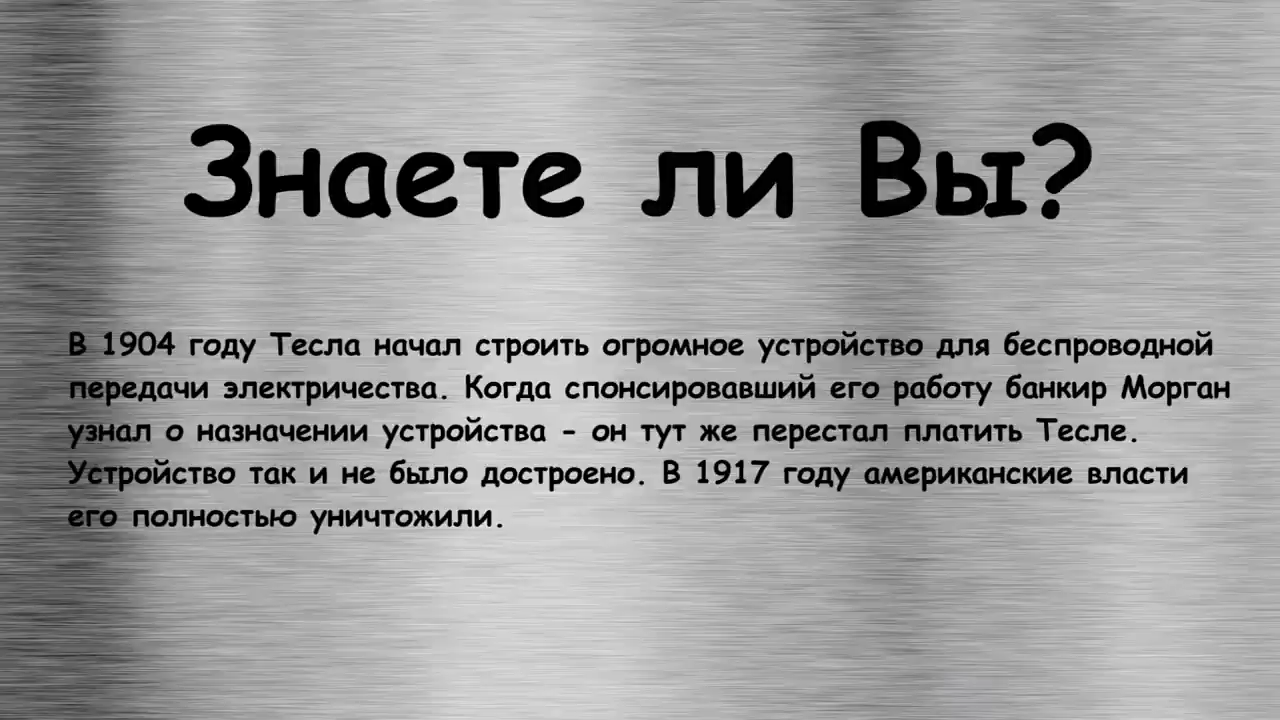 Знаете ли Вы?
В 1904 году Тесла начал строить огромное устройство для беспроводной
передачи электричества. Когда спонсировавший его работу банкир Морган
узнал о назначении устройства - он тут же перестал платить Тесле.
Устройство так и не было достроено. В 1917 году американские власти
его полностью уничтожили.